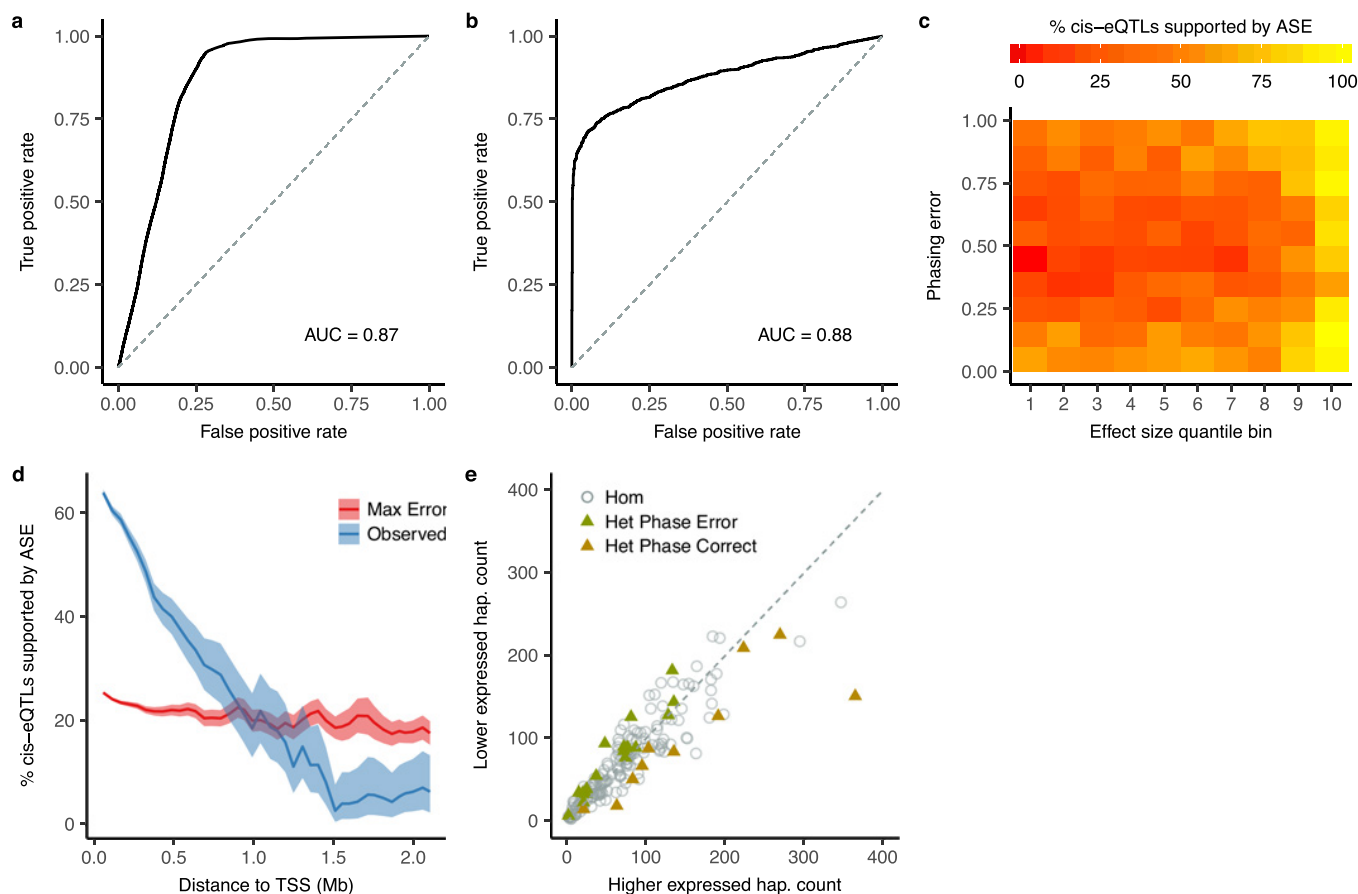 a
1.00
0.75
0.50
0.25
0.00
True positive rate
AUC = 0.87
0.00 0.25 0.50 0.75 1.00
False positive rate
b
1.00
0.75
0.50
0.25
0.00
True positive rate
AUC = 0.88
0.00 0.25 0.50 0.75 1.00
False positive rate
c
% cis–eQTLs supported by ASE
0 25 50 75 100
1.00
0.75
0.50
0.25
0.00
Phasing error
1 2 3 4 5 6 7 8 9 10
Effect size quantile bin
d
60
40
20
0
% cis–eQTLs supported by ASE
Max Error
Observed
0.0 0.5 1.0 1.5 2.0
Distance to TSS (Mb)
e
400
300
200
100
0
Lower expressed hap. count
Hom
Het Phase Error
Het Phase Correct
0 100 200 300 400
Higher expressed hap. count